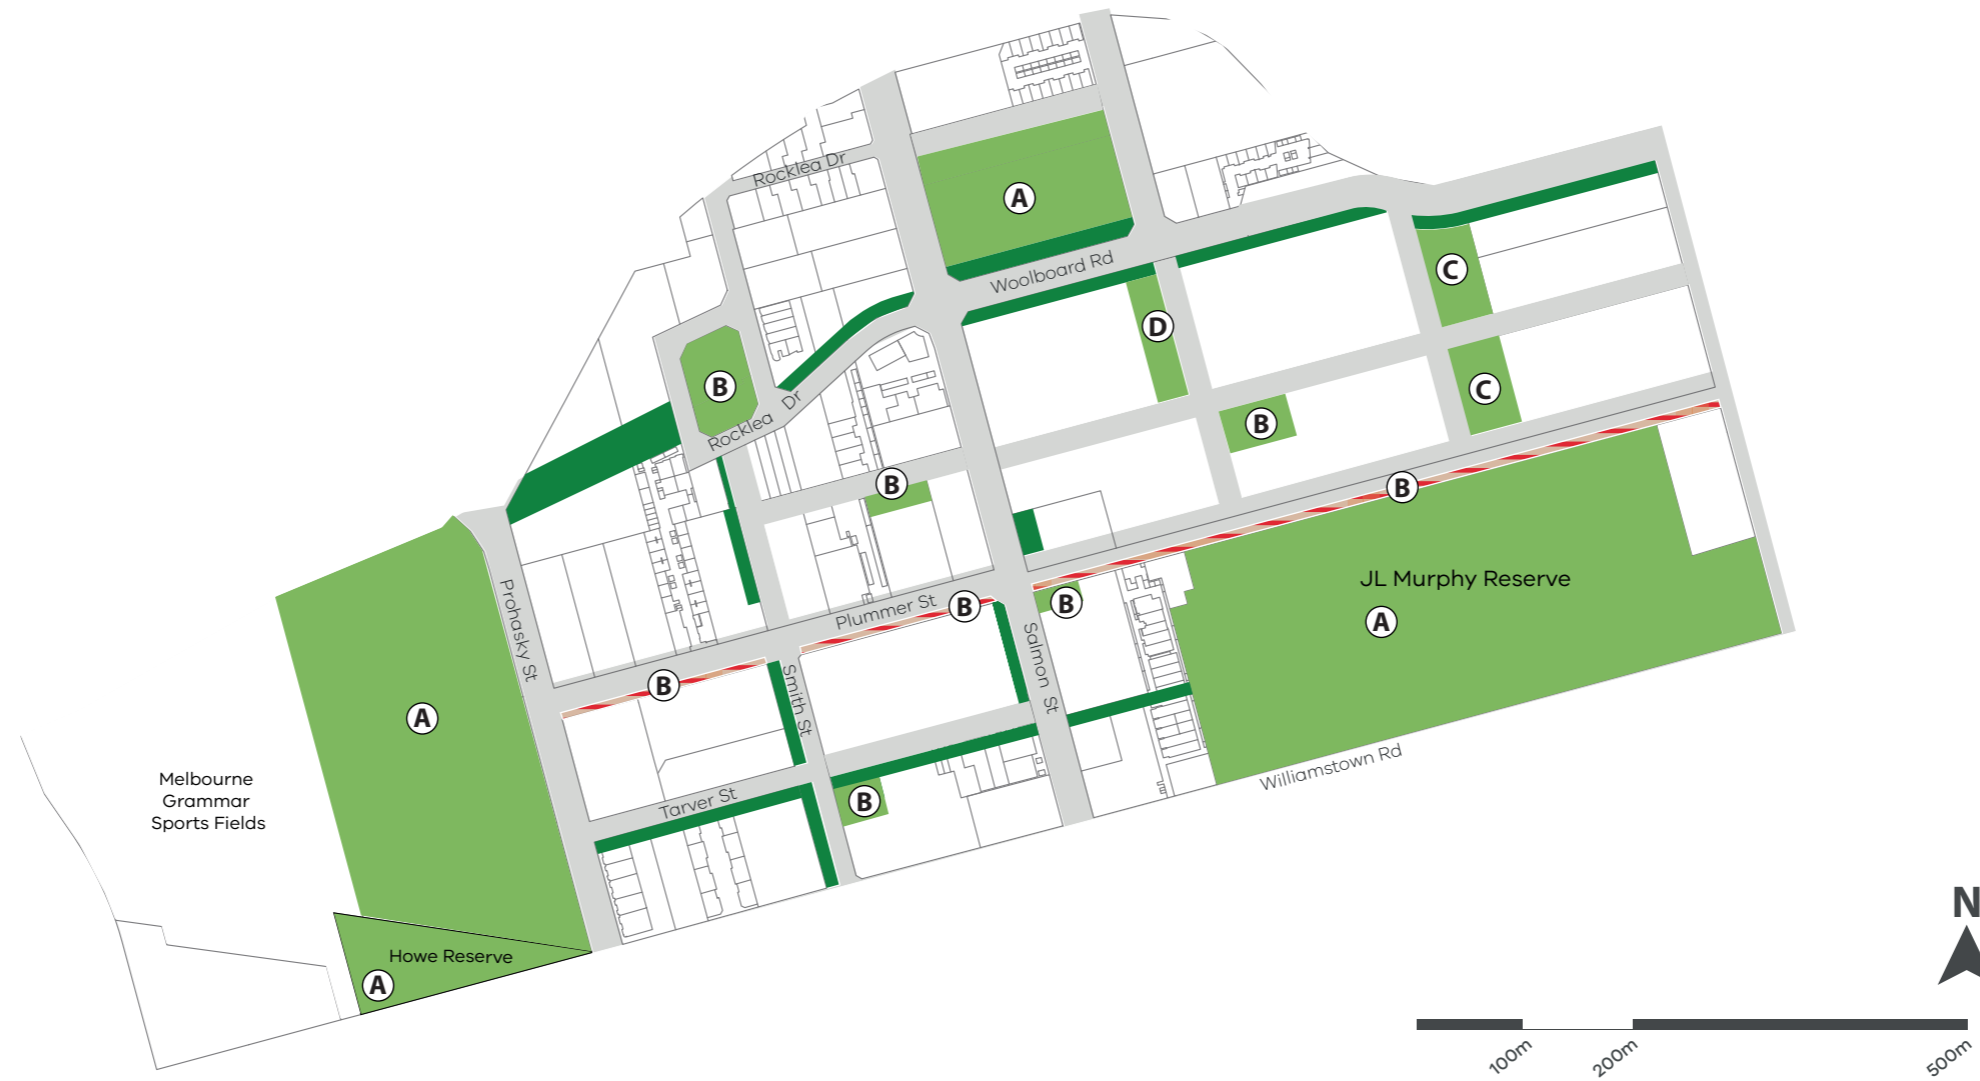 Rocklea Dr
A
Woolboard Rd
C
D
B
Rocklea Dr
C
B
B
B
JL Murphy Reserve
A
Prohasky St
Plummer St
B
B
Salmon St
B
Smith St
A
Melbourne
Grammar
Sports Fields
Tarver St
B
Williamstown Rd
Howe Reserve
A
N
100m
200m
500m